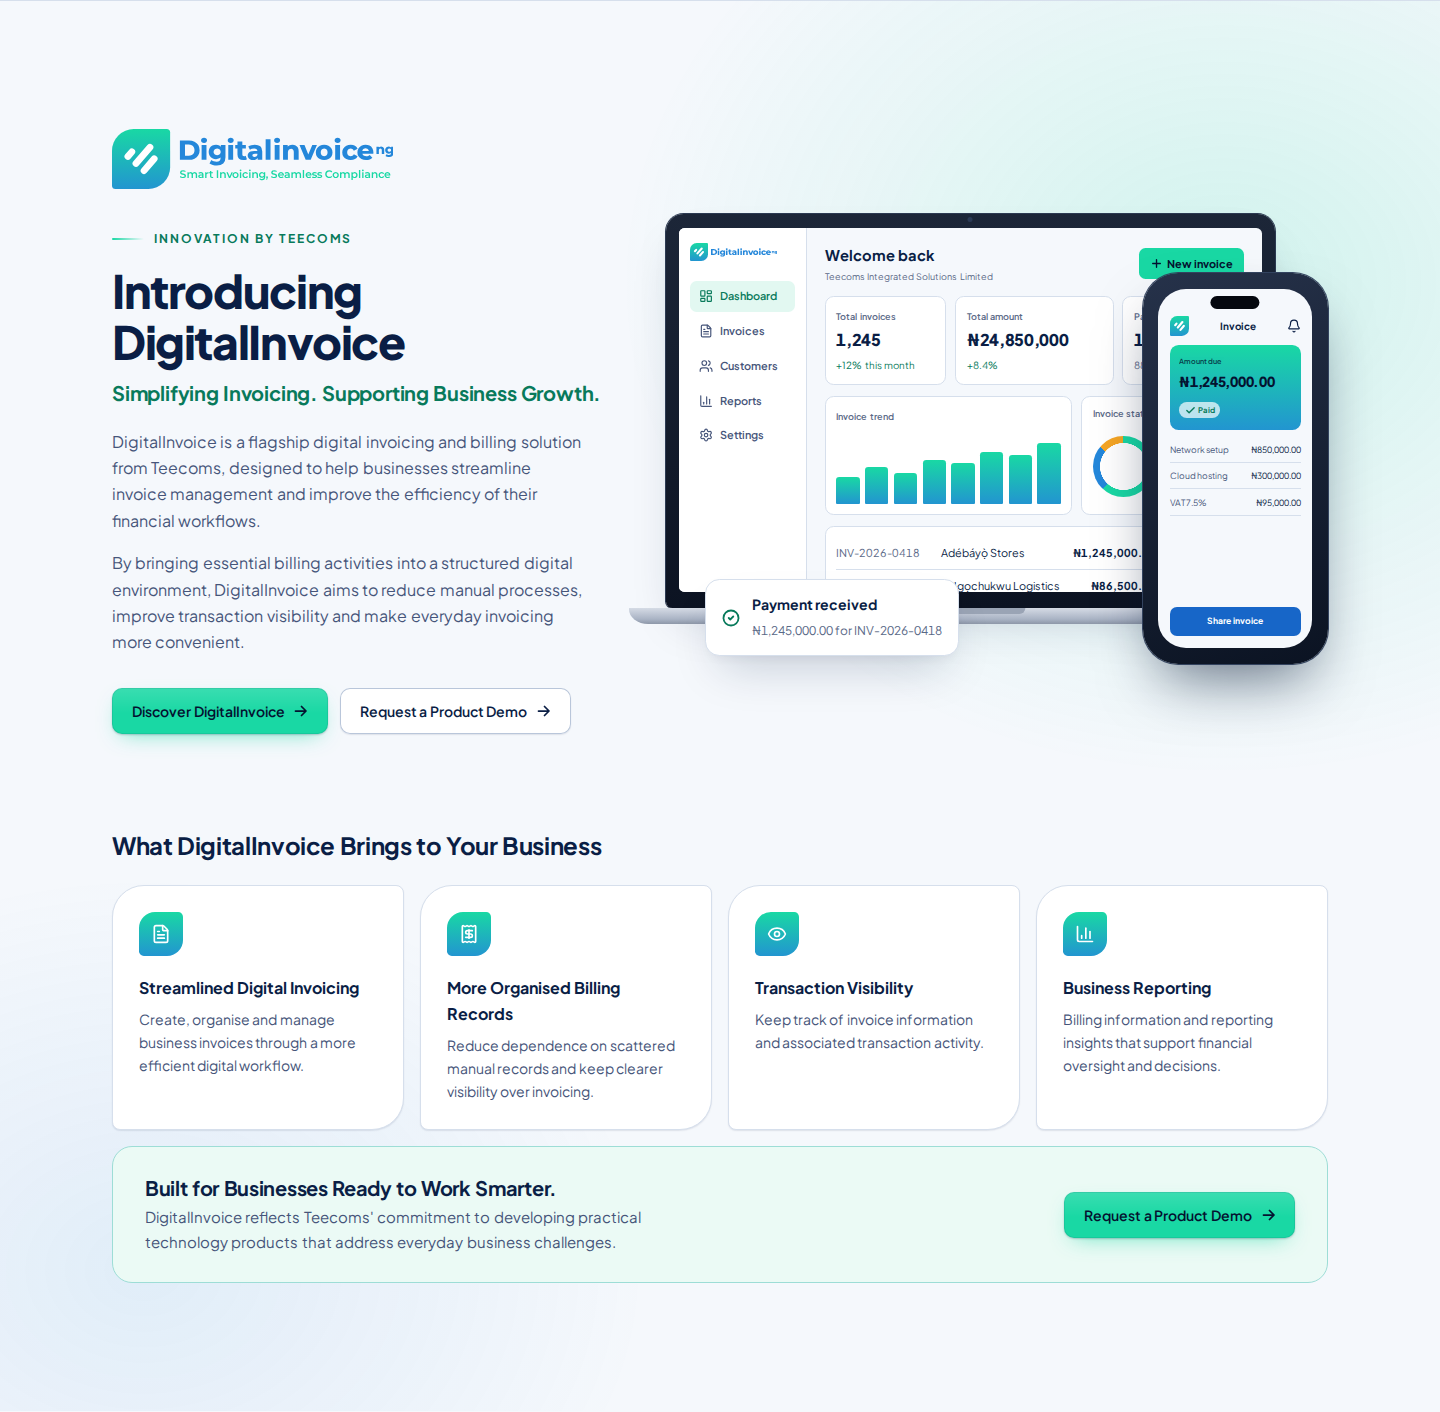 Digitalinvoice ng
Smart Invoicing, Seamless Compliance
INNOVATION BY TEECOMS
Introducing
DigitalInvoice
Simplifying Invoicing. Supporting Business Growth.
DigitalInvoice is a flagship digital invoicing and billing solution
from Teecoms, designed to help businesses streamline
invoice management and improve the efficiency of their
financial workflows.
By bringing essential billing activities into a structured digital
environment, DigitalInvoice aims to reduce manual processes,
improve transaction visibility and make everyday invoicing
more convenient.
Discover DigitalInvoice
Request a Product Demo
Digitalinvoice
Dashboard
Invoices
Customers
Reports
Settings
Welcome back
Teecoms Integrated Solutions Limited
New invoice
Total invoices
1,245
+12% this month
Total amount
₦24,850,000
+8.4%
Invoice trend
INV-2026-0418
Adébáyò̩ Stores
₦1,245,000.
Logistics
₦86,500.
Payment received
₦1,245,000.00 for INV-2026-0418
Invoice
Amount due
₦1,245,000.00
Paid
Network setup
₦850,000.00
Cloud hosting
₦300,000.00
VAT 7.5%
₦95,000.00
Share invoice
What DigitalInvoice Brings to Your Business
Streamlined Digital Invoicing
Create, organise and manage
business invoices through a more
efficient digital workflow.
More Organised Billing
Records
Reduce dependence on scattered
manual records and keep clearer
visibility over invoicing.
Transaction Visibility
Keep track of invoice information
and associated transaction activity.
Business Reporting
Billing information and reporting
insights that support financial
oversight and decisions.
Built for Businesses Ready to Work Smarter.
DigitalInvoice reflects Teecoms' commitment to developing practical
technology products that address everyday business challenges.
Request a Product Demo